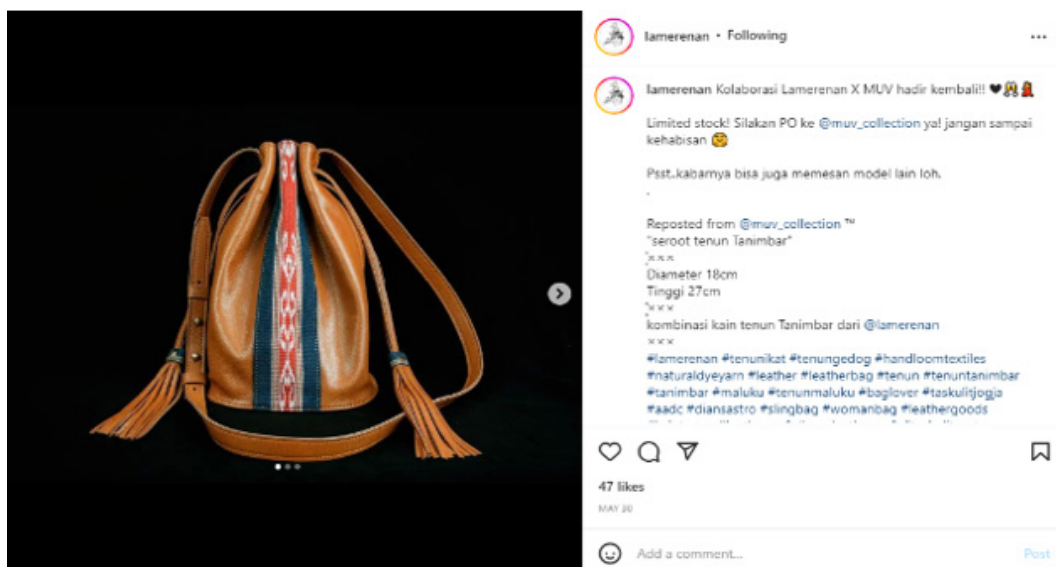 lamerenan • Following
lamerenan Kolaborasi Lamerenan X MUV hadir kembali!!
Limited stock! Silakan PO ke @muv_collection ya! jangan sampai
kehabisan
Psst..kabarnya bisa juga memesan model lain loh.
.
Reposted from @muv_collection ™
"seroot tenun Tanimbar"
×××
Diameter 18cm
Tinggi 27cm
×××
kombinasi kain tenun Tanimbar dari @lamerenan
×××
#lamerenan #tenunikat #tenungedog #handloomtextiles
#naturaldyeyarn #leather #leatherbag #tenun #tenuntanimbar
#tanimbar #maluku #tenunmaluku #baglover #taskulitjogja
#aadc #diansastro #slingbag #womanbag #leathergoods
47 likes
MAY 30
Add a comment...
Post